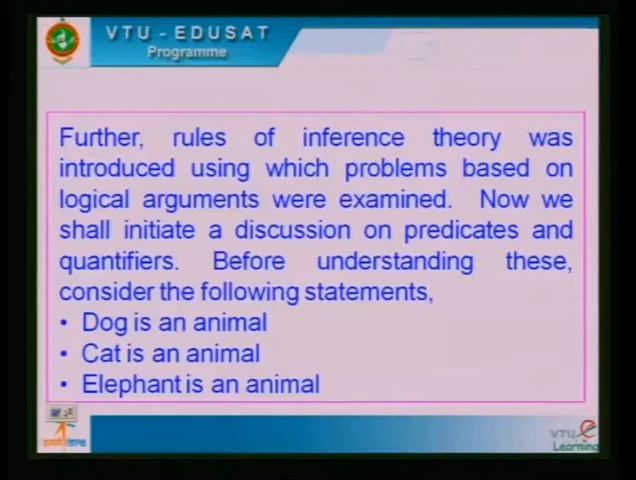 VTU - EDUSAT
Programme
Further, rules of inference theory was
introduced using which problems based on
logical arguments were examined. Now we
shall initiate a discussion on predicates and
quantifiers. Before understanding these,
consider the following statements,
• Dog is an animal
• Cat is an animal
• Elephant is an animal
VTU e
Learning